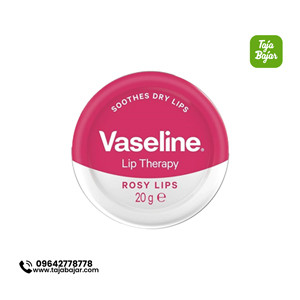 Taja
Bajar
SOOTHES DRY LIPS
Vaseline.
Lip Therapy
ROSY LIPS
20 g ℮
09642778778
www.tajabajar.com